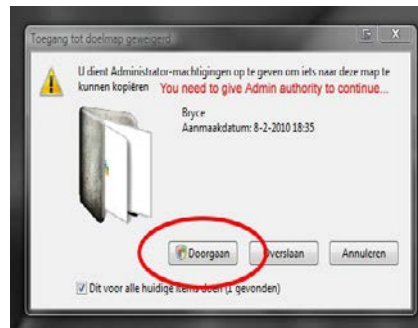 Toegang tot doelmap geweigerd
U dient Administrator-machtigingen op te geven om iets naar deze map te
kunnen kopiëren You need to give Admin authority to continue...
Bryce
Aanmaakdatum: 8-2-2010 18:35
Doorgaan Overslaan Annuleren
Dit voor alle huidige items doen (1 gevonden)